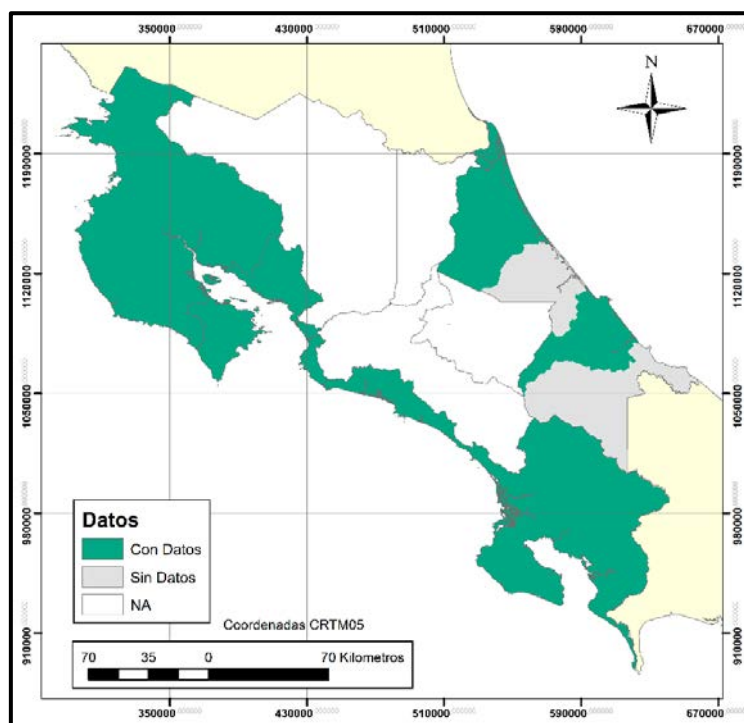 350000 430000 510000 590000 670000
N
1190000 1190000
1120000 1120000
1050000 1050000
980000 980000
910000 910000
Datos
Con Datos
Sin Datos
NA
Coordenadas CRTM05
70 35 0 70 Kilometros
350000 430000 510000 590000 670000